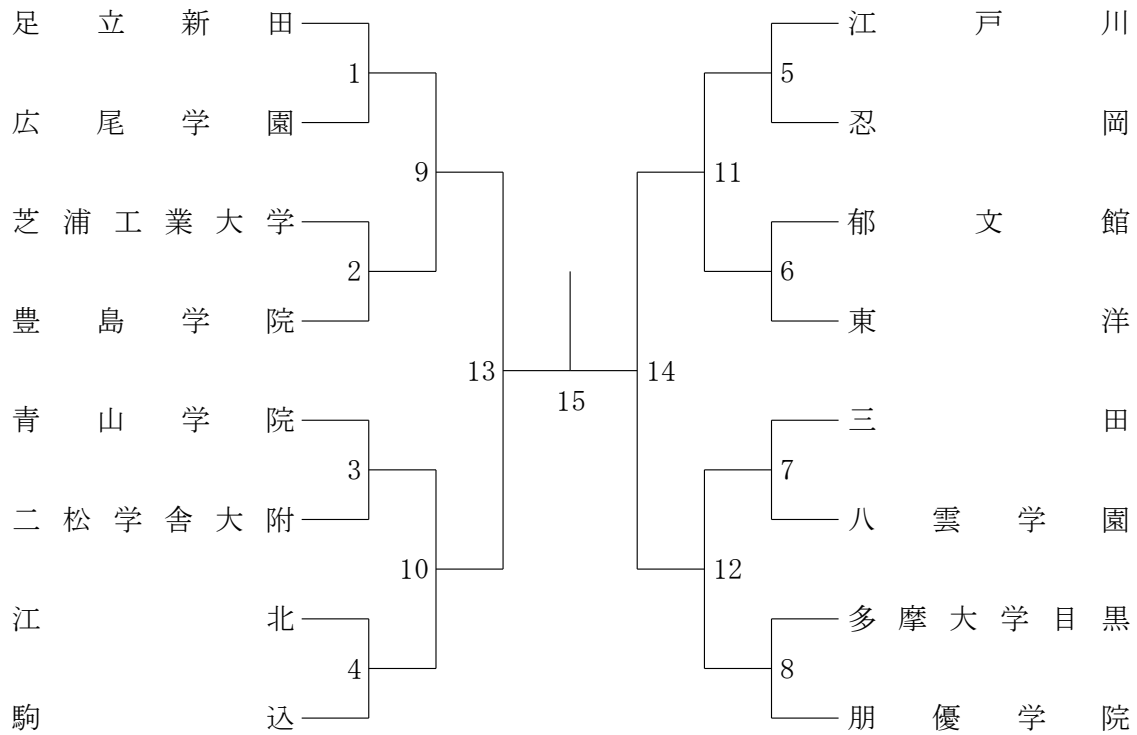 足立新田
1
広尾学園
9
芝浦工業大学
2
豊島学院
13
青山学院
3
二松学舎大附
10
江北
4
駒込
15
江戸川
5
忍岡
11
郁文館
6
東洋
14
三田
7
八雲学園
12
多摩大学目黒
8
朋優学院